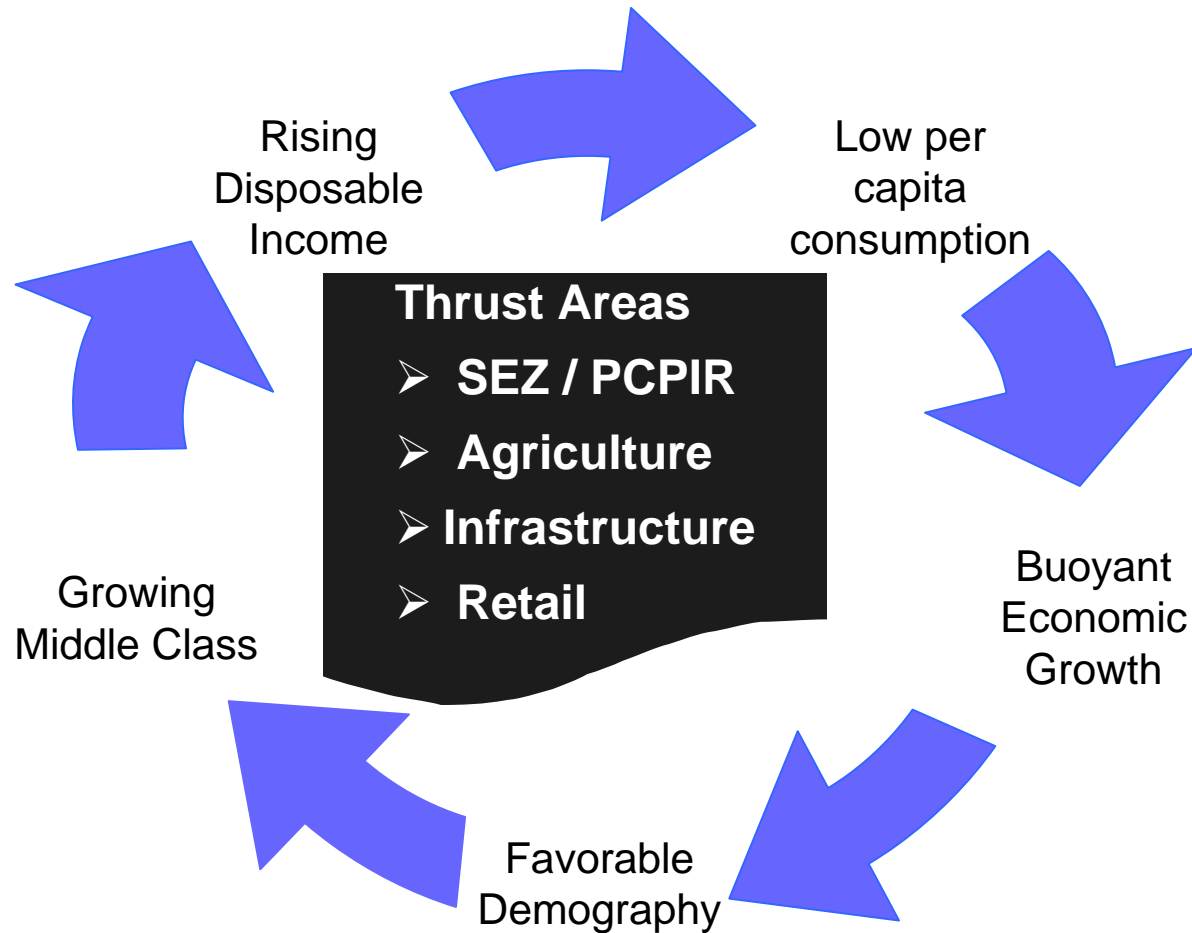 Rising
Disposable
Income
Low per
capita
consumption
Thrust Areas
➢ SEZ / PCPIR
➢ Agriculture
➢ Infrastructure
➢ Retail
Buoyant
Economic
Growth
Growing
Middle Class
Favorable
Demography